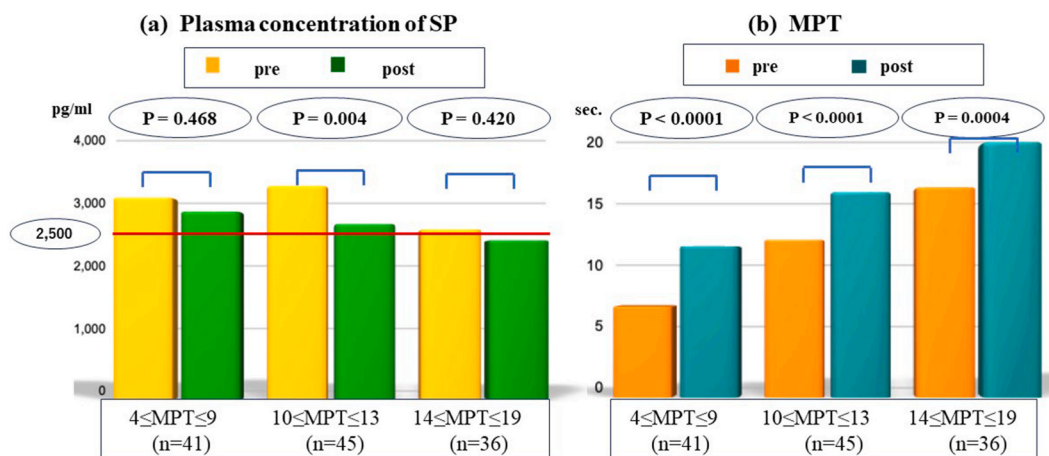 (a) Plasma concentration of SP
pre post
pg/ml
P = 0.468 P = 0.004 P = 0.420
4,000
3,000
2,500
2,000
1,000
0
4≤MPT≤9 10≤MPT≤13 14≤MPT≤19
(n=41) (n=45) (n=36)
(b) MPT
pre post
sec.
P < 0.0001 P < 0.0001 P = 0.0004
20
15
10
5
0
4≤MPT≤9 10≤MPT≤13 14≤MPT≤19
(n=41) (n=45) (n=36)